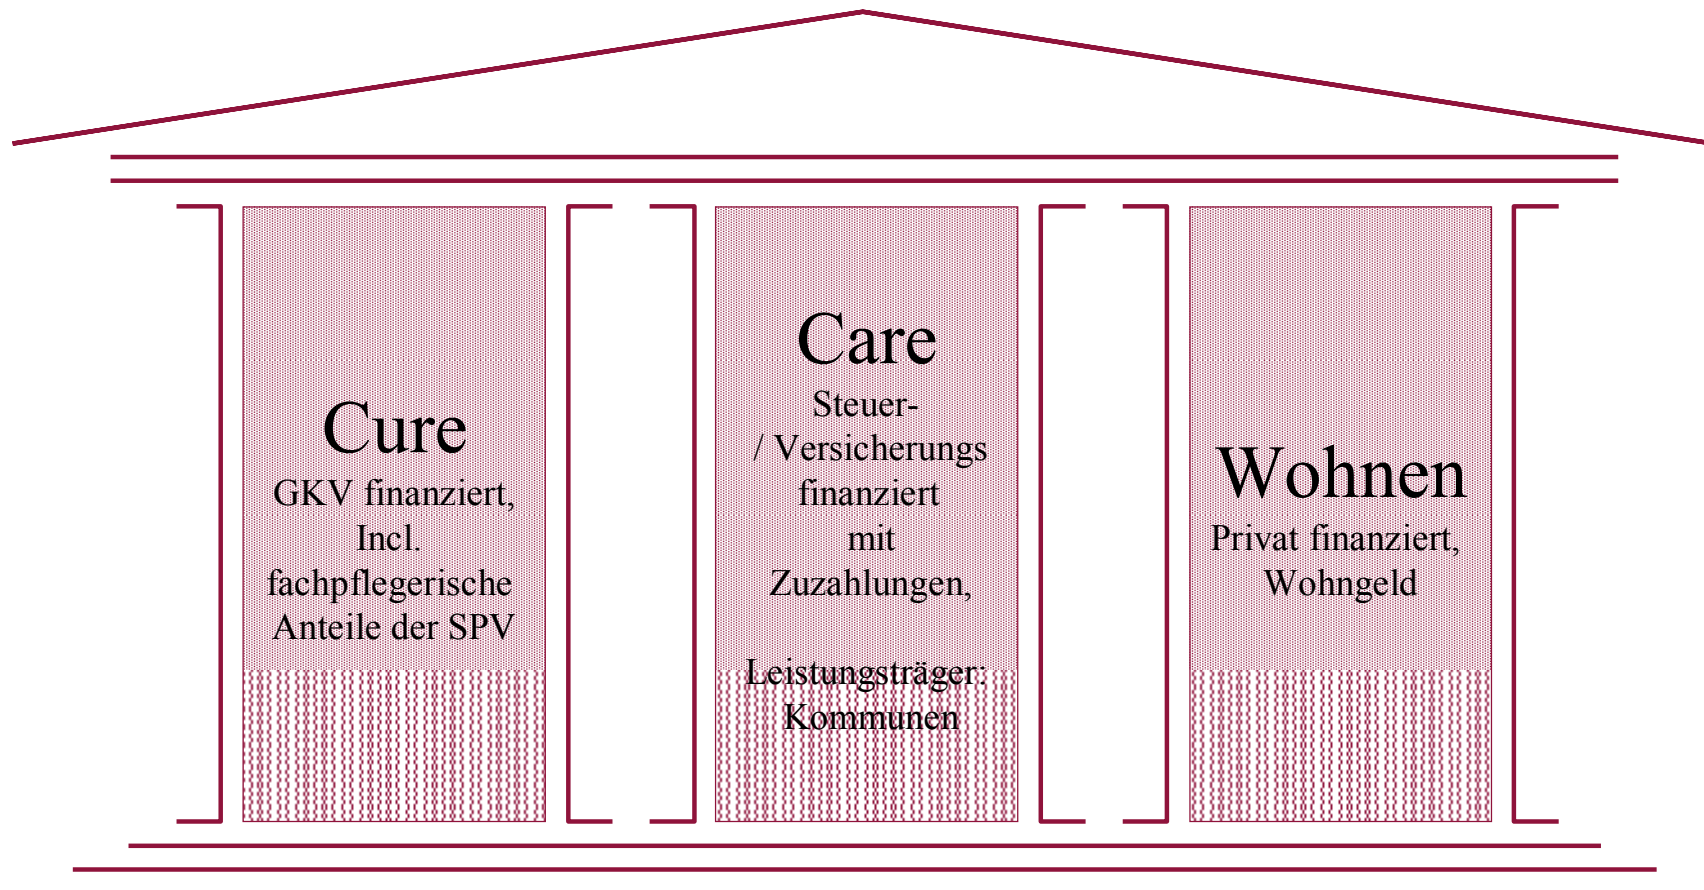 Cure
GKV finanziert,
Incl.
fachpflegerische
Anteile der SPV
Care
Steuer-
/ Versicherungs
finanziert
mit
Zuzahlungen,
Leistungsträger:
Kommunen
Wohnen
Privat finanziert,
Wohngeld